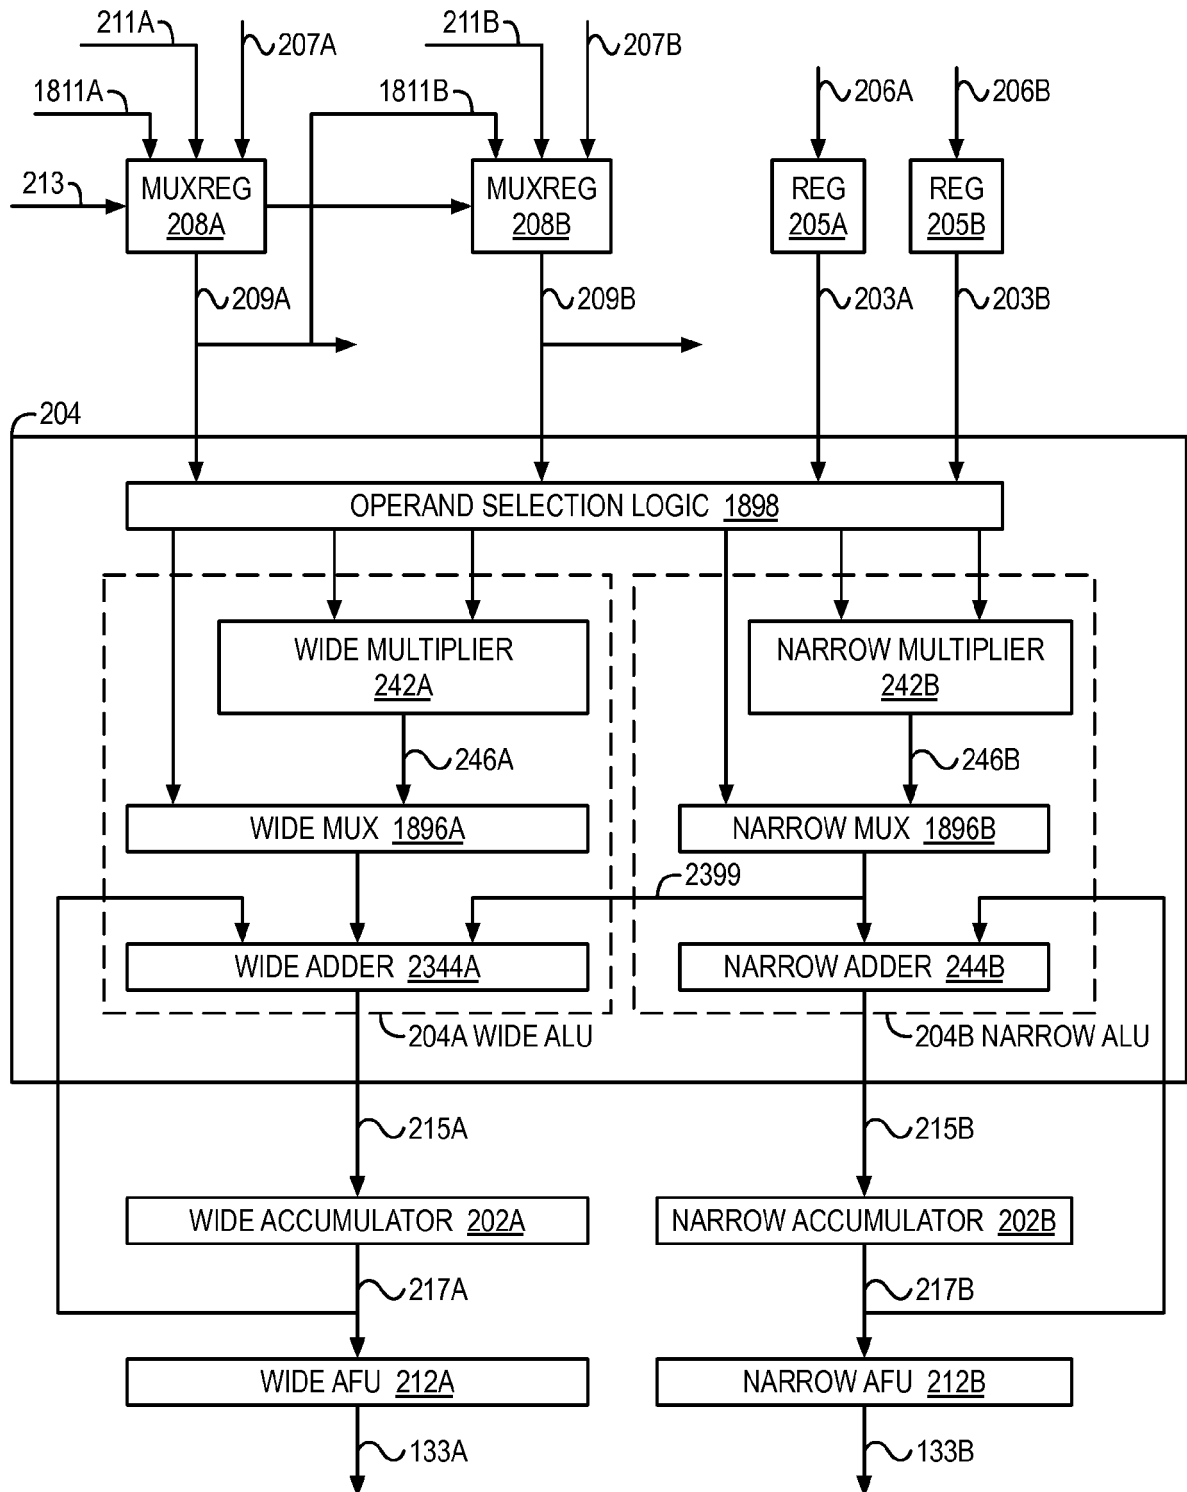 211A
207A
211B
207B
1811A
1811B
206A
206B
213
MUXREG
208A
MUXREG
208B
REG
205A
REG
205B
209A
209B
203A
203B
204
OPERAND SELECTION LOGIC 1898
WIDE MULTIPLIER
242A
NARROW MULTIPLIER
242B
246A
246B
WIDE MUX 1896A
NARROW MUX 1896B
2399
WIDE ADDER 2344A
NARROW ADDER 244B
204A WIDE ALU
204B NARROW ALU
215A
215B
WIDE ACCUMULATOR 202A
NARROW ACCUMULATOR 202B
217A
217B
WIDE AFU 212A
NARROW AFU 212B
133A
133B